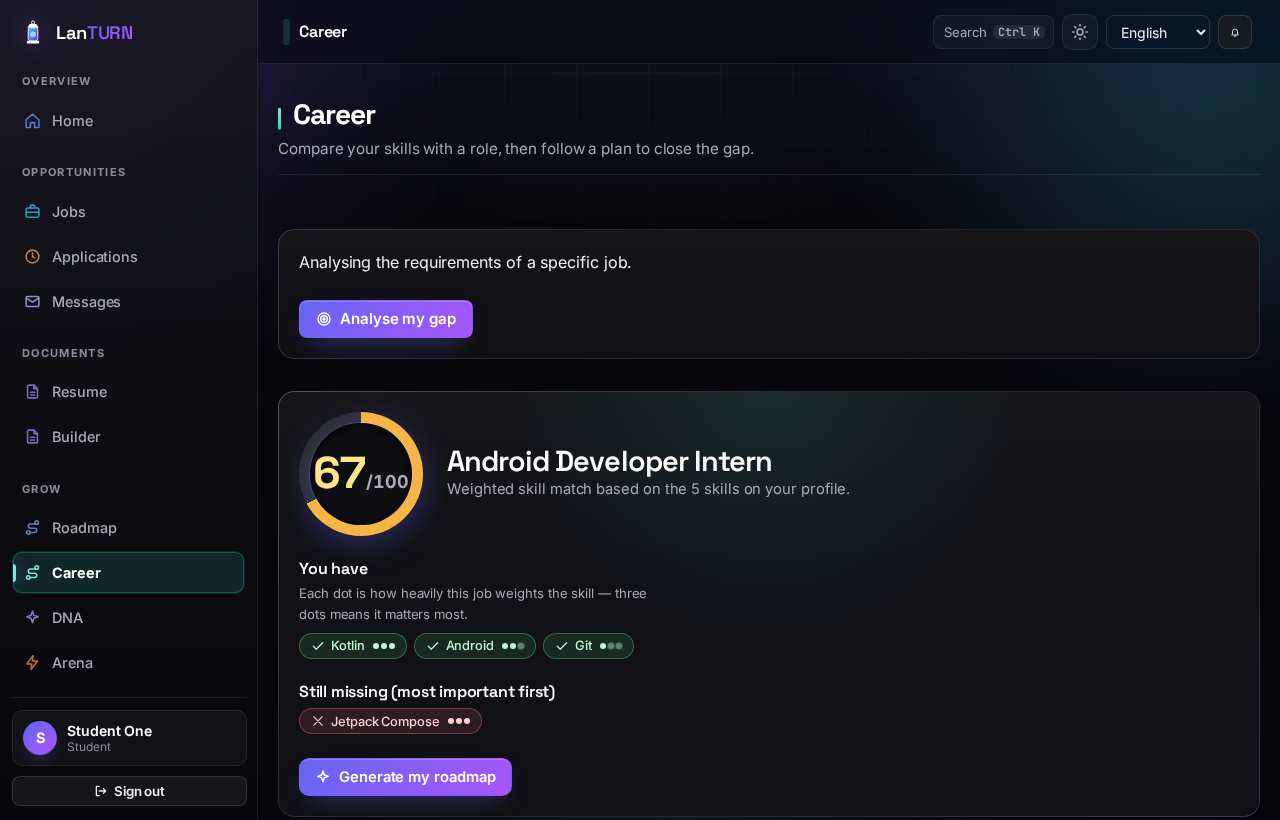 LanTURN
OVERVIEW
Home
OPPORTUNITIES
Jobs
Applications
Messages
DOCUMENTS
Resume
Builder
GROW
Roadmap
Career
DNA
Arena
S
Student One
Student
Sign out
Career
Search Ctrl K
English
Career
Compare your skills with a role, then follow a plan to close the gap.
Analysing the requirements of a specific job.
Analyse my gap
67/100
Android Developer Intern
Weighted skill match based on the 5 skills on your profile.
You have
Each dot is how heavily this job weights the skill — three
dots means it matters most.
Kotlin
Android
Git
Still missing (most important first)
Jetpack Compose
Generate my roadmap